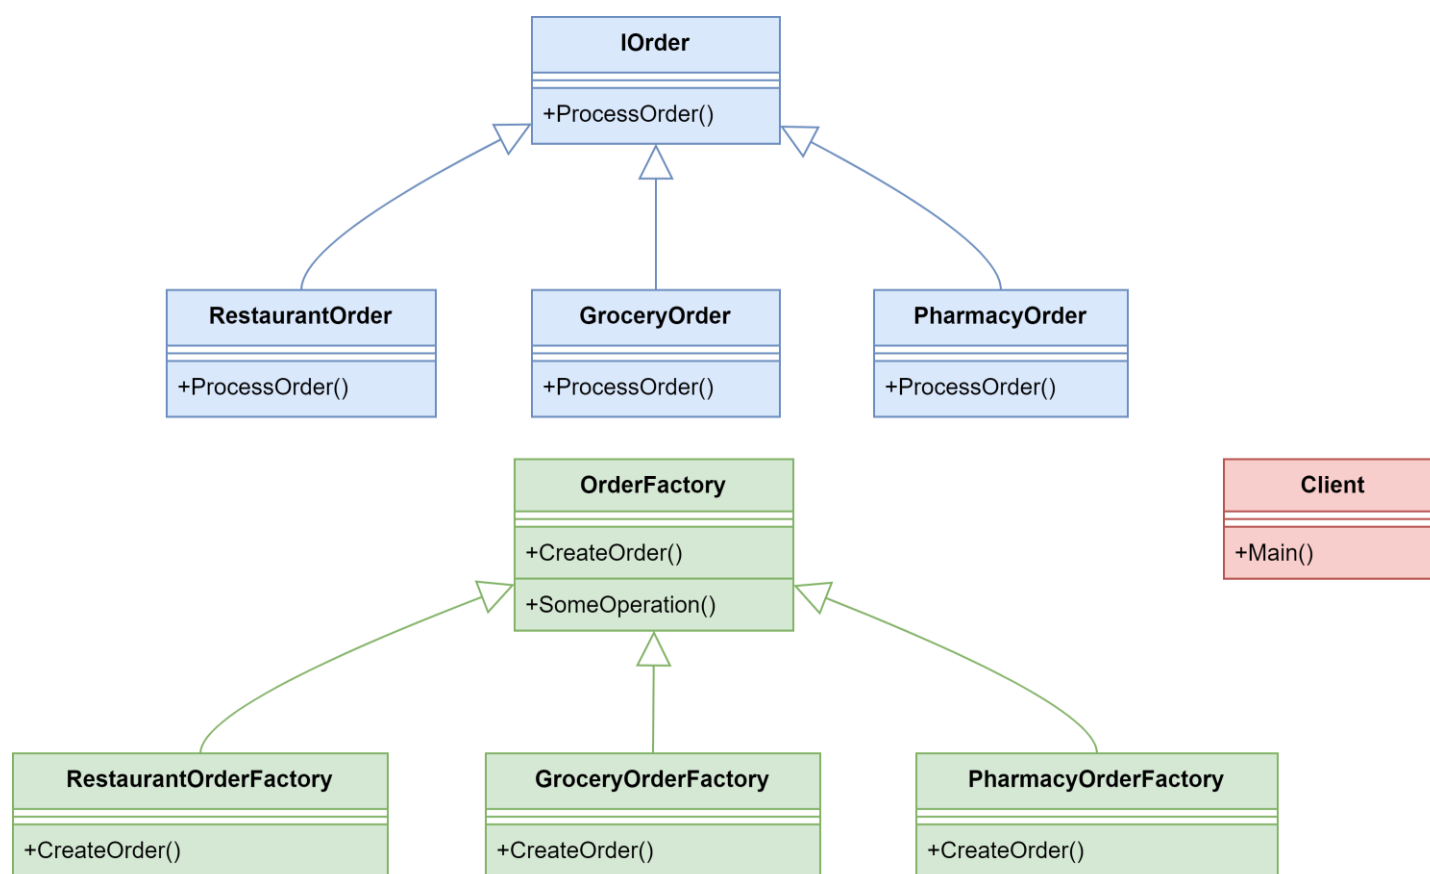 IOrder
+ProcessOrder()
RestaurantOrder
+ProcessOrder()
GroceryOrder
+ProcessOrder()
PharmacyOrder
+ProcessOrder()
OrderFactory
+CreateOrder()
+SomeOperation()
Client
+Main()
RestaurantOrderFactory
+CreateOrder()
GroceryOrderFactory
+CreateOrder()
PharmacyOrderFactory
+CreateOrder()